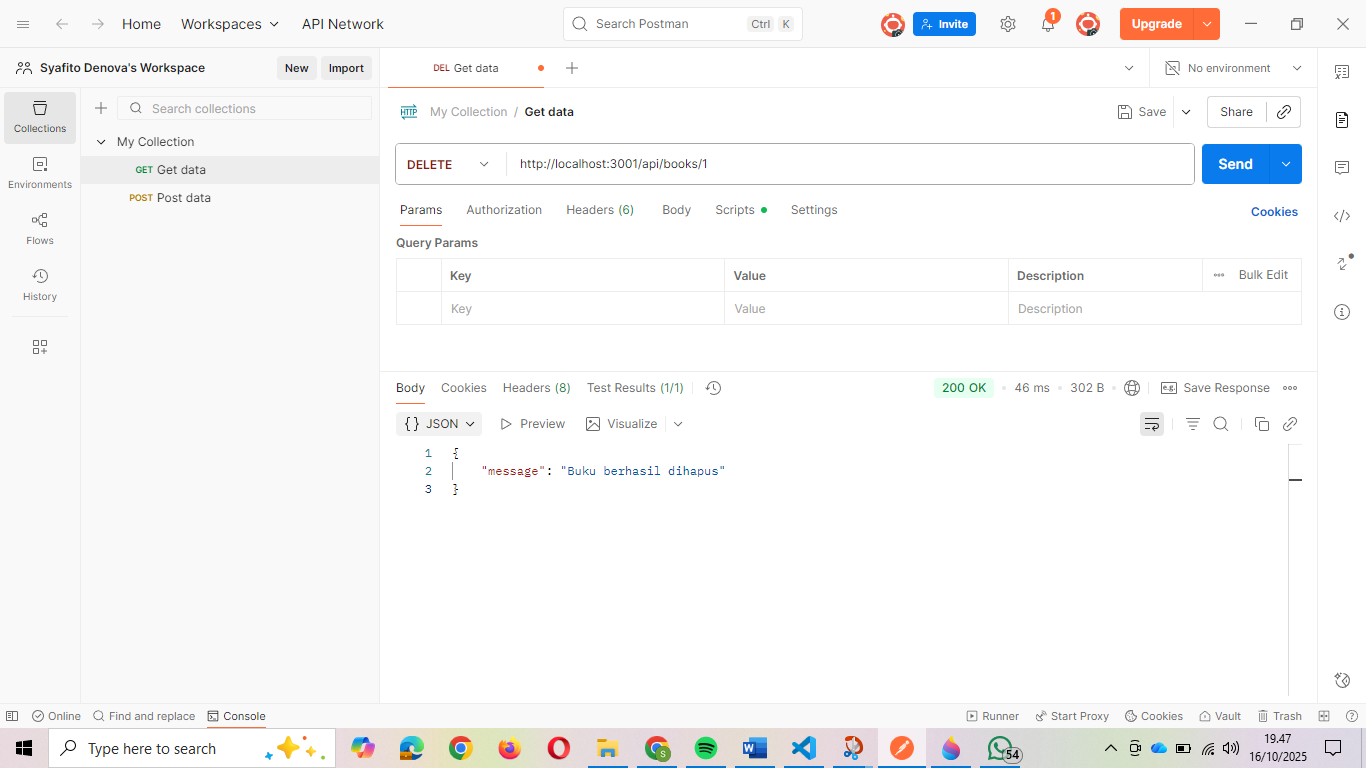 Home Workspaces API Network Search Postman Ctrl K Invite 1 Upgrade
Syafito Denova's Workspace New Import DEL Get data No environment
Collections
Environments
Flows
History
Search collections
My Collection
GET Get data
POST Post data
HTTP My Collection / Get data Save Share
DELETE http://localhost:3001/api/books/1 Send
Params Authorization Headers (6) Body Scripts Settings Cookies
Query Params
Key Value Description Bulk Edit
Key Value Description
Body Cookies Headers (8) Test Results (1/1) 200 OK 46 ms 302 B e.g. Save Response
{} JSON Preview Visualize
1 {
2 "message": "Buku berhasil dihapus"
3 }
Online Find and replace Console Runner Start Proxy Cookies Vault Trash
Type here to search S 54 19.47
16/10/2025